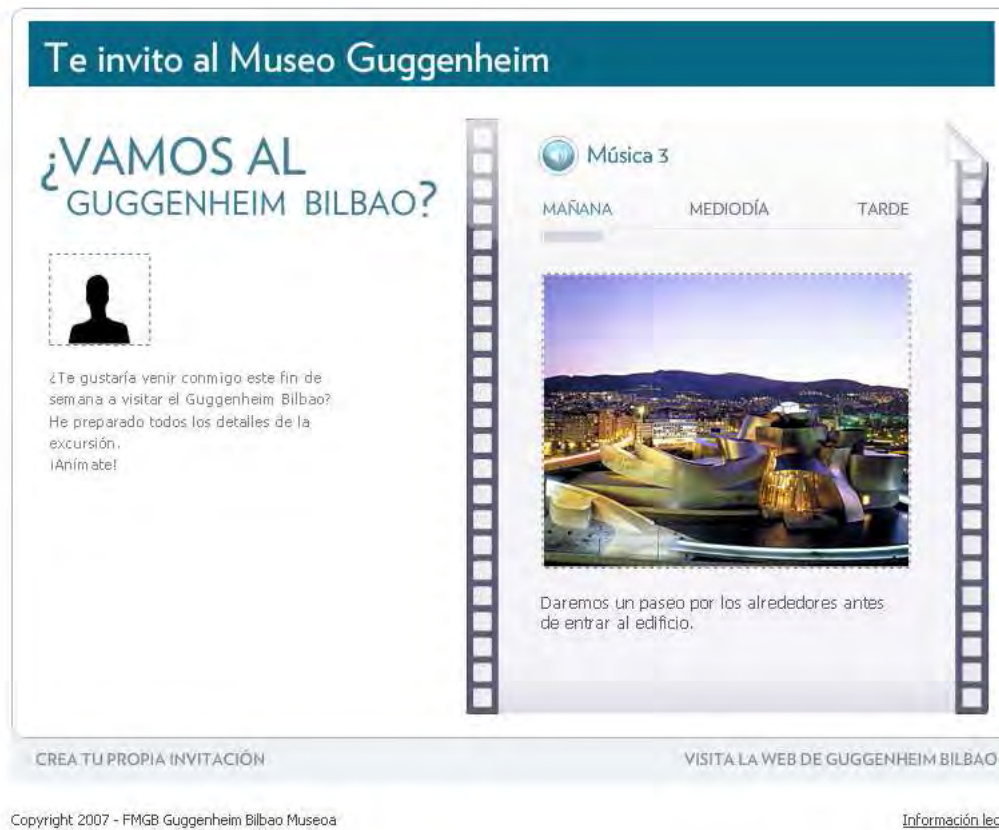 Te invito al Museo Guggenheim
¿VAMOS AL
GUGGENHEIM BILBAO?
¿Te gustaría venir conmigo este fin de
semana a visitar el Guggenheim Bilbao?
He preparado todos los detalles de la
excursión.
¡Anímate!
Música 3
MAÑANA MEDIODÍA TARDE
Daremos un paseo por los alrededores antes
de entrar al edificio.
CREA TU PROPIA INVITACIÓN VISITA LA WEB DE GUGGENHEIM BILBAO
Copyright 2007 - FMGB Guggenheim Bilbao Museoa Información